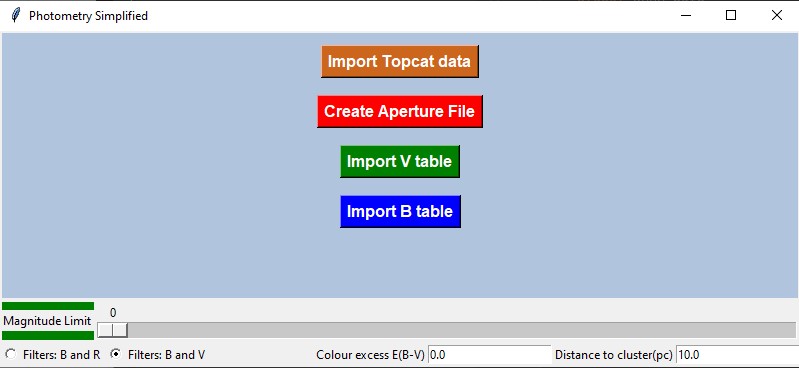 Photometry Simplified
Import Topcat data
Create Aperture File
Import V table
Import B table
0
Magnitude Limit
Filters: B and R Filters: B and V Colour excess E(B-V) 0.0 Distance to cluster(pc) 10.0